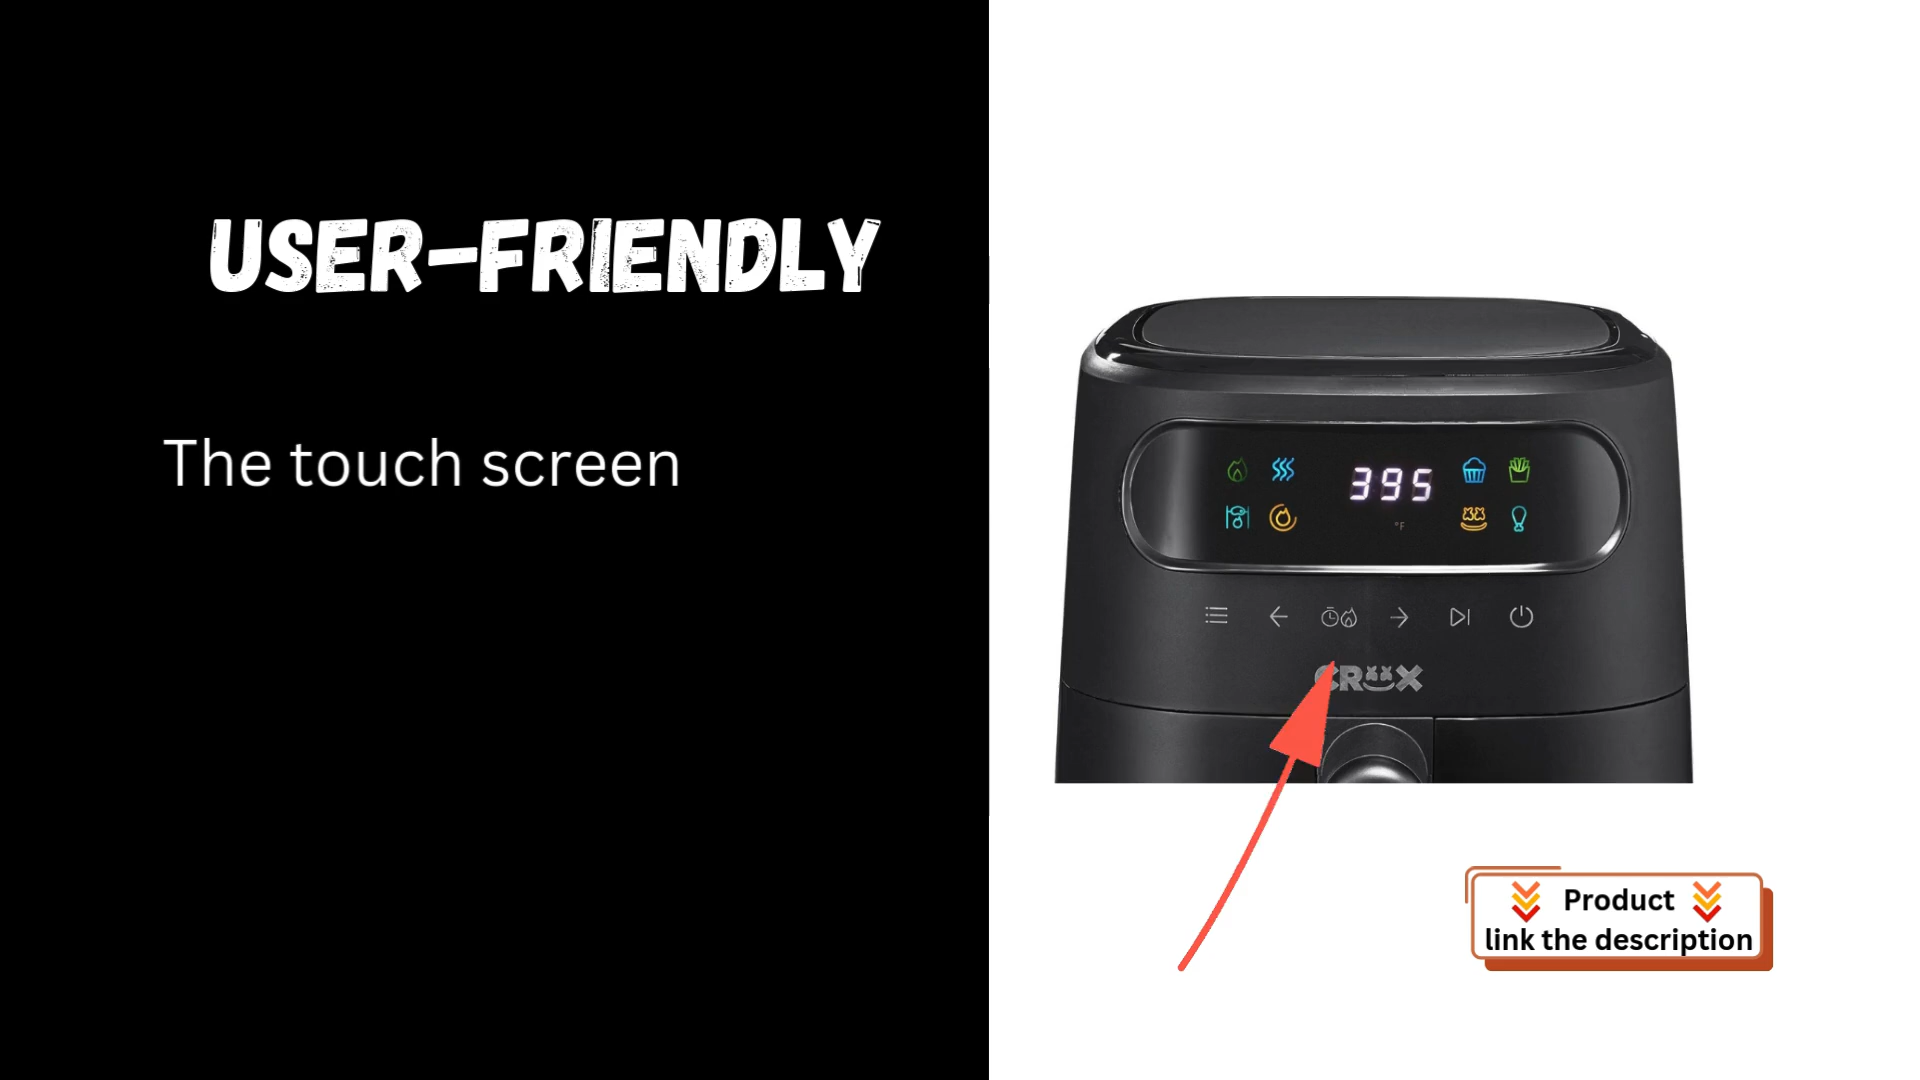 USER-FRIENDLY
The touch screen
395
°F
CRUX
Product
link the description